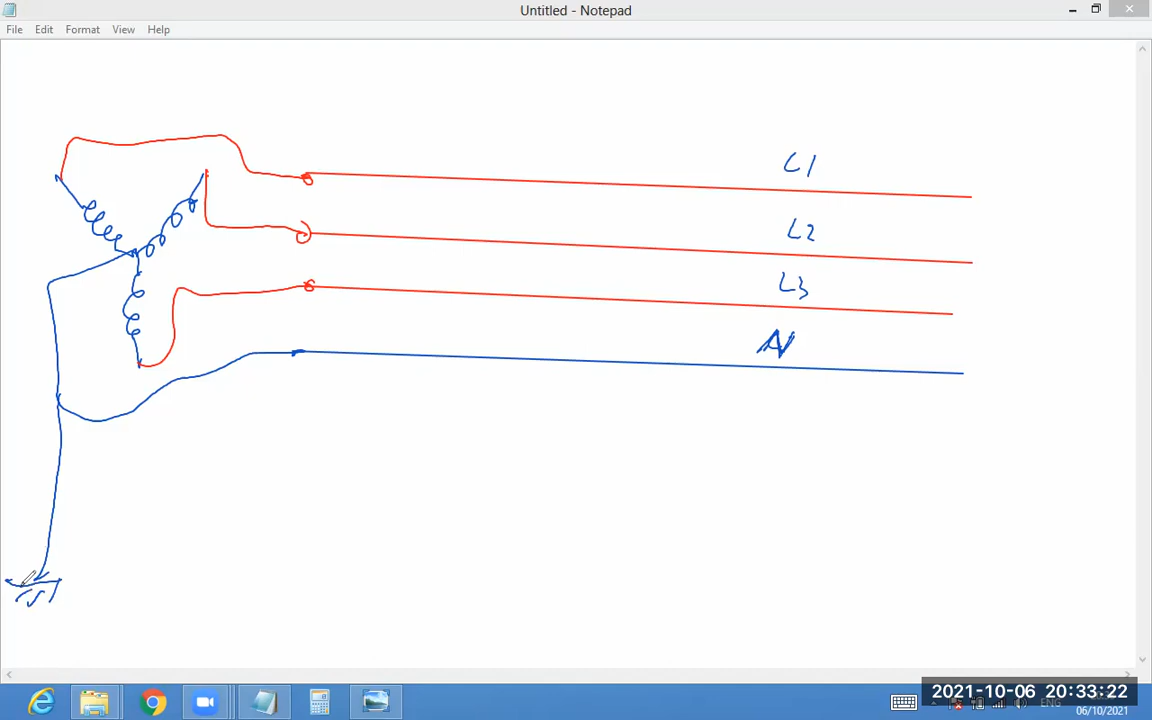 Untitled - Notepad
File Edit Format View Help
L1
L2
L3
N
2021-10-06 20:33:22
ENG
06/10/2021